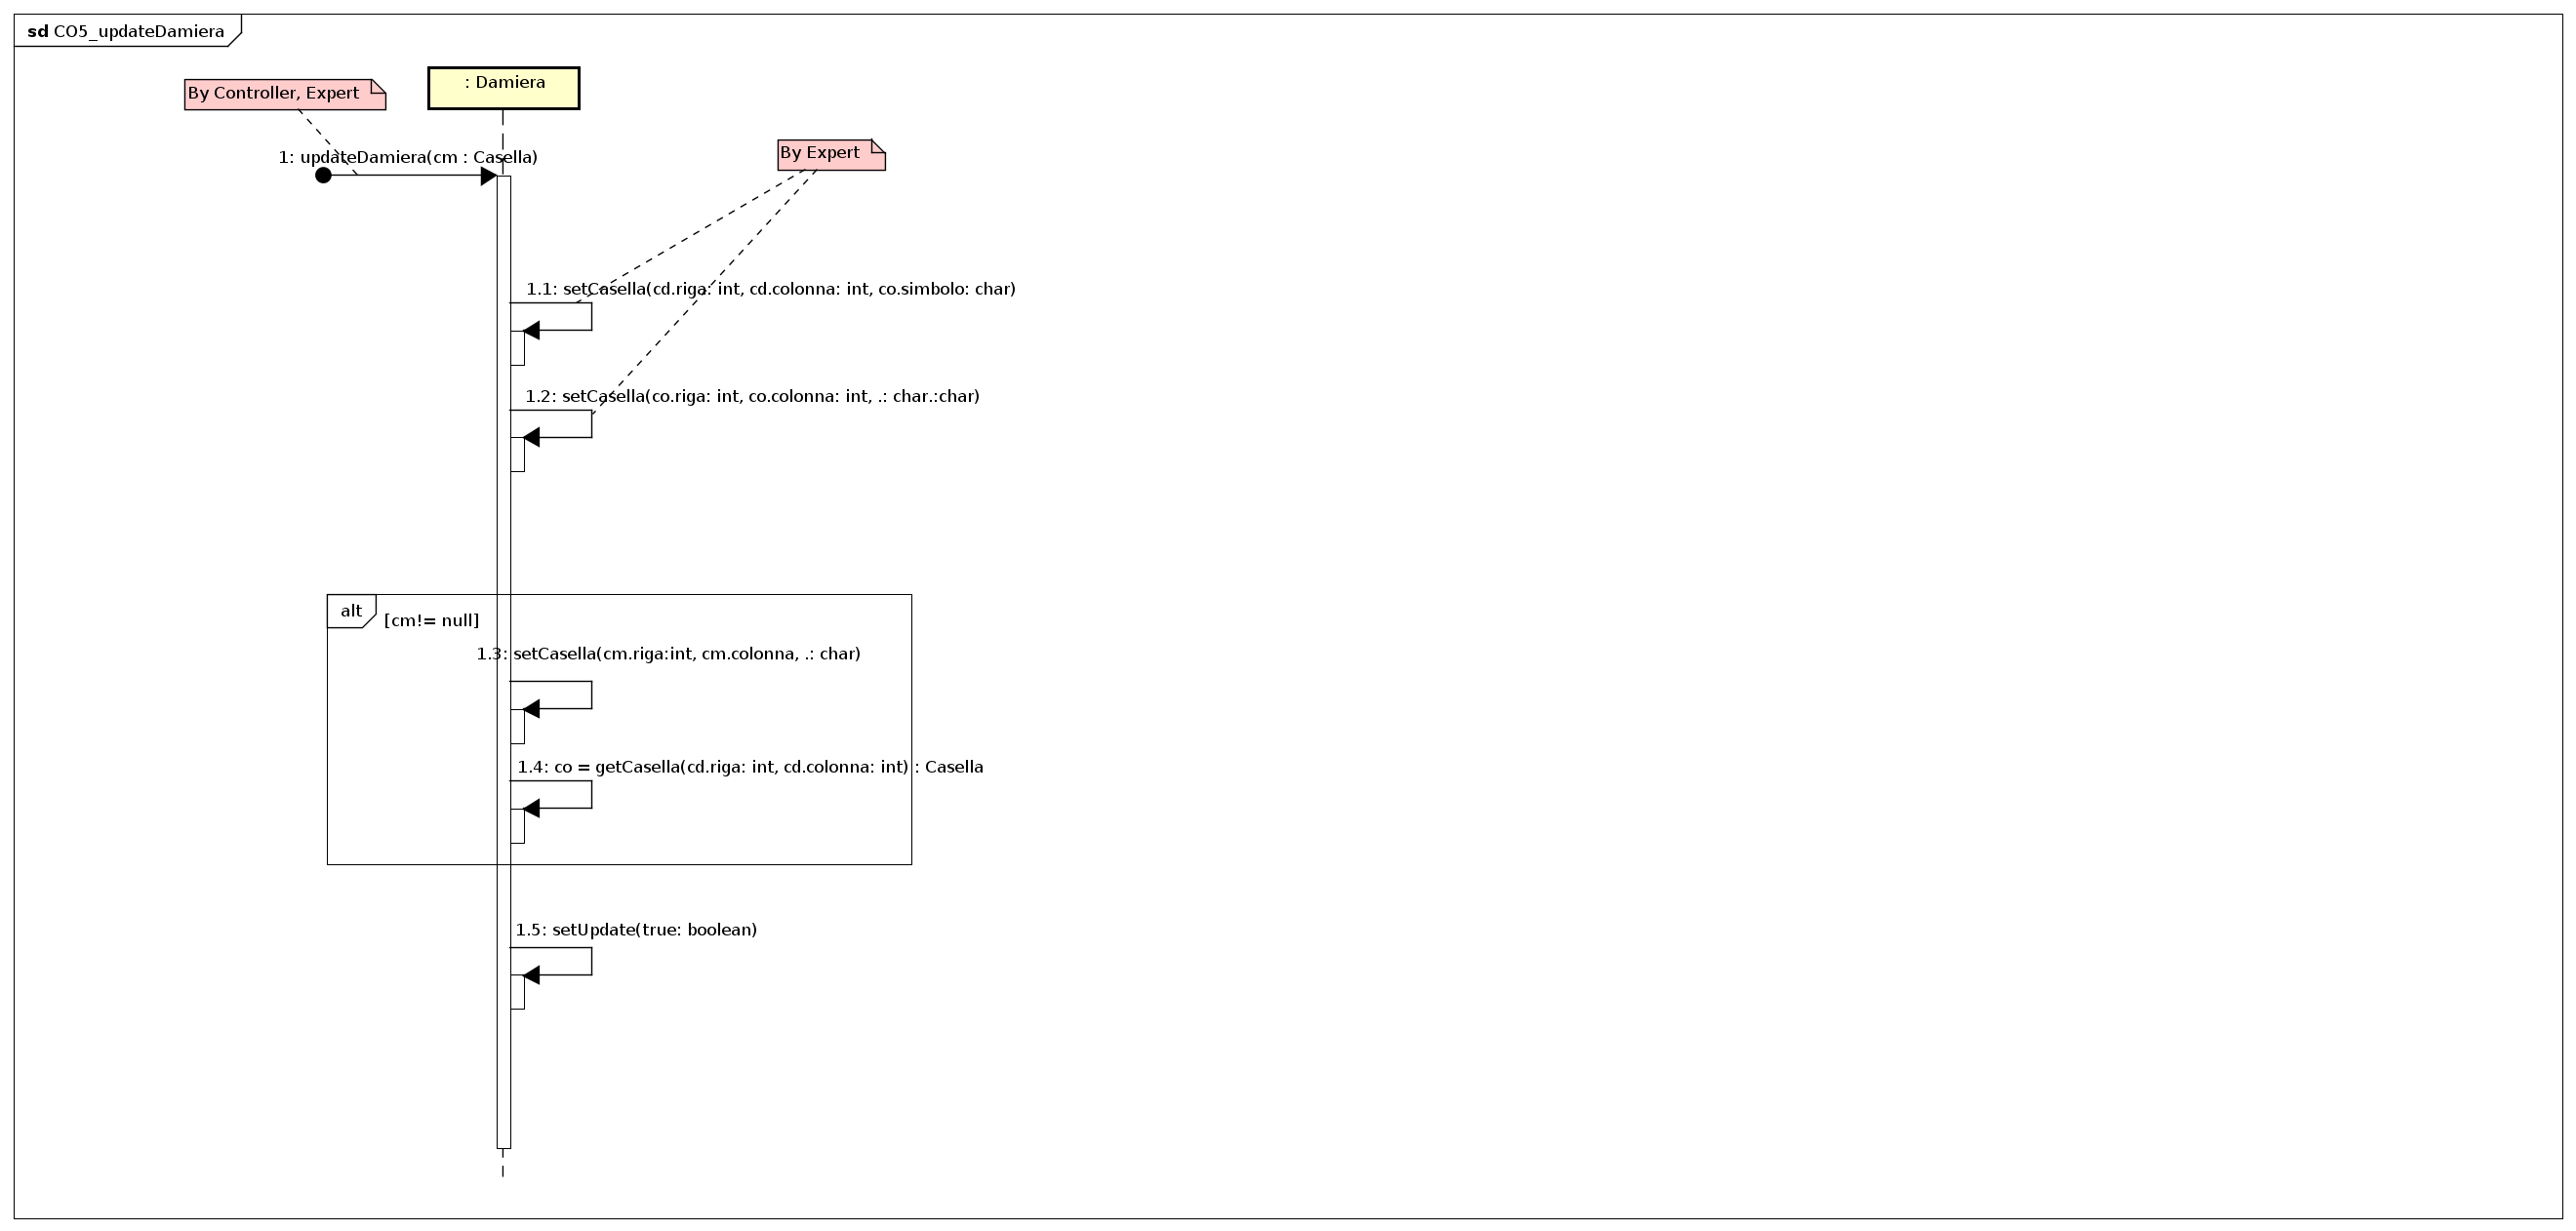 sd CO5_updateDamiera
: Damiera
By Controller, Expert
By Expert
1: updateDamiera(cm : Casella)
1.1: setCasella(cd.riga: int, cd.colonna: int, co.simbolo: char)
1.2: setCasella(co.riga: int, co.colonna: int, .: char.:char)
alt
[cm!= null]
1.3: setCasella(cm.riga:int, cm.colonna, .: char)
1.4: co = getCasella(cd.riga: int, cd.colonna: int) : Casella
1.5: setUpdate(true: boolean)